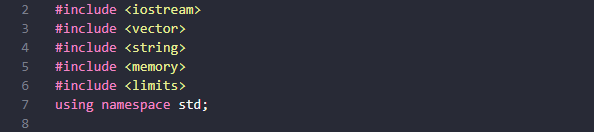 2 #include <iostream>
3 #include <vector>
4 #include <string>
5 #include <memory>
6 #include <limits>
7 using namespace std;
8